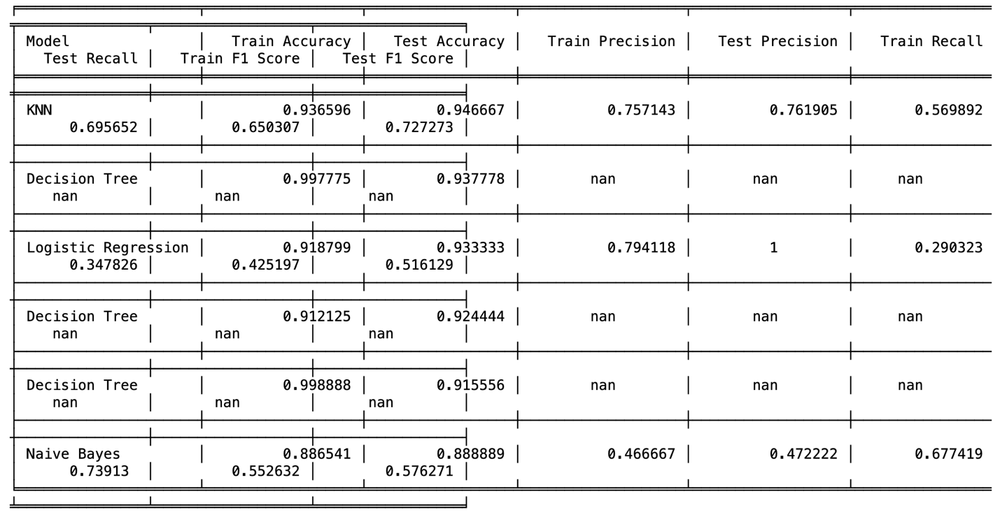 Model | Train Accuracy | Test Accuracy | Train Precision | Test Precision | Train Recall
Test Recall | Train F1 Score | Test F1 Score |
KNN | 0.936596 | 0.946667 | 0.757143 | 0.761905 | 0.569892
0.695652 | 0.650307 | 0.727273 |
Decision Tree | 0.997775 | 0.937778 | nan | nan | nan
nan | nan | nan |
Logistic Regression | 0.918799 | 0.933333 | 0.794118 | 1 | 0.290323
0.347826 | 0.425197 | 0.516129 |
Decision Tree | 0.912125 | 0.924444 | nan | nan | nan
nan | nan | nan |
Decision Tree | 0.998888 | 0.915556 | nan | nan | nan
nan | nan | nan |
Naive Bayes | 0.886541 | 0.888889 | 0.466667 | 0.472222 | 0.677419
0.73913 | 0.552632 | 0.576271 |